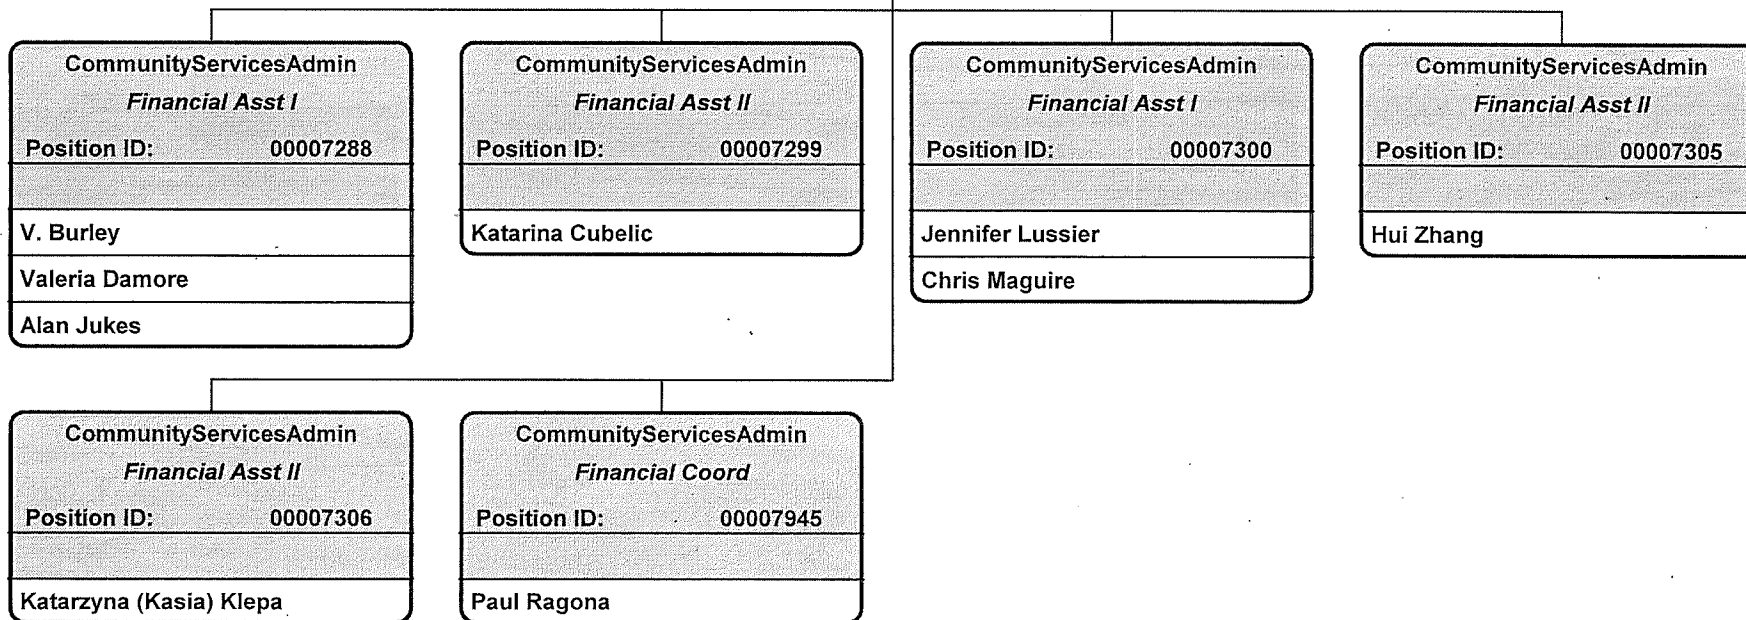 CommunityServicesAdmin
Financial Asst I
Position ID: 00007288
V. Burley
Valeria Damore
Alan Jukes
CommunityServicesAdmin
Financial Asst II
Position ID: 00007299
Katarina Cubelic
CommunityServicesAdmin
Financial Asst I
Position ID: 00007300
Jennifer Lussier
Chris Maguire
CommunityServicesAdmin
Financial Asst II
Position ID: 00007305
Hui Zhang
CommunityServicesAdmin
Financial Asst II
Position ID: 00007306
Katarzyna (Kasia) Klepa
CommunityServicesAdmin
Financial Coord
Position ID: 00007945
Paul Ragona